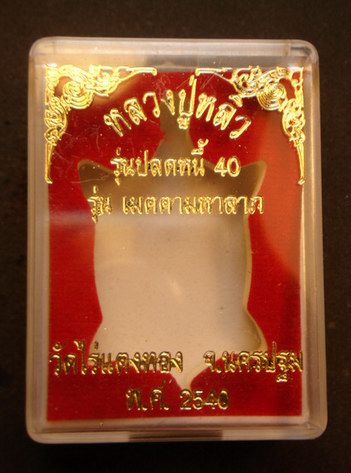 หลวงปู่หลิว
รุ่นปลดหนี้ 40
รุ่น เมตตามหาลาภ
วัดไร่แตงทอง จ.นครปฐม
พ.ศ. 2540